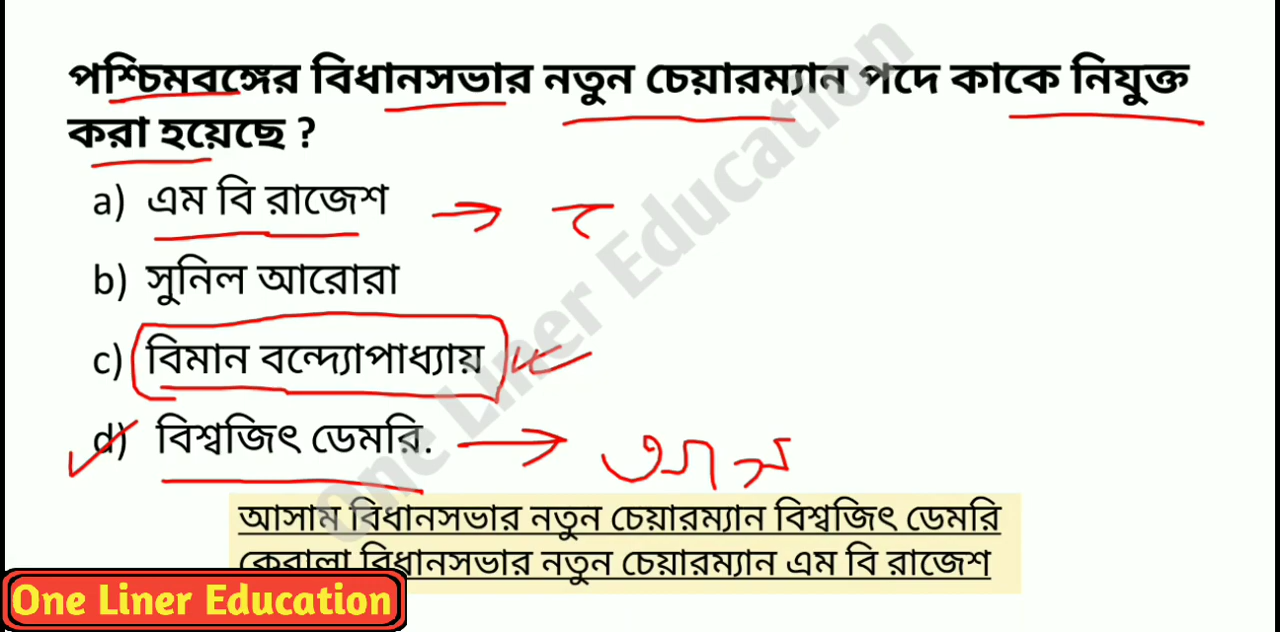 পশ্চিমবঙ্গের বিধানসভার নতুন চেয়ারম্যান পদে কাকে নিযুক্ত
করা হয়েছে ?
a) এম বি রাজেশ
b) সুনিল আরোরা
c) বিমান বন্দ্যোপাধ্যায়
d) বিশ্বজিৎ ডেমরি.
আসাম বিধানসভার নতুন চেয়ারম্যান বিশ্বজিৎ ডেমরি
কেরালা বিধানসভার নতুন চেয়ারম্যান এম বি রাজেশ
One Liner Education
One Liner Education